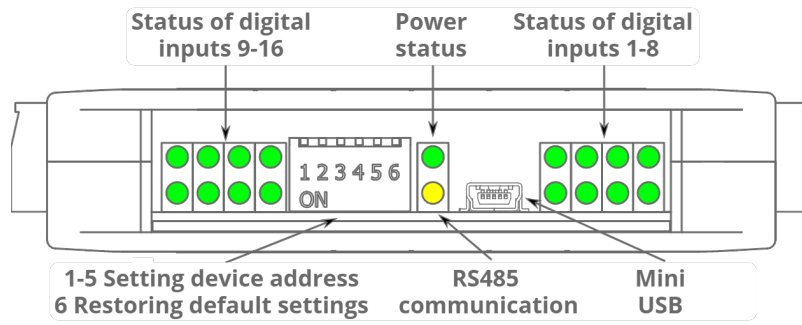 Status of digital
inputs 9-16
Power
status
Status of digital
inputs 1-8
1 2 3 4 5 6
ON
1-5 Setting device address
6 Restoring default settings
RS485
communication
Mini
USB